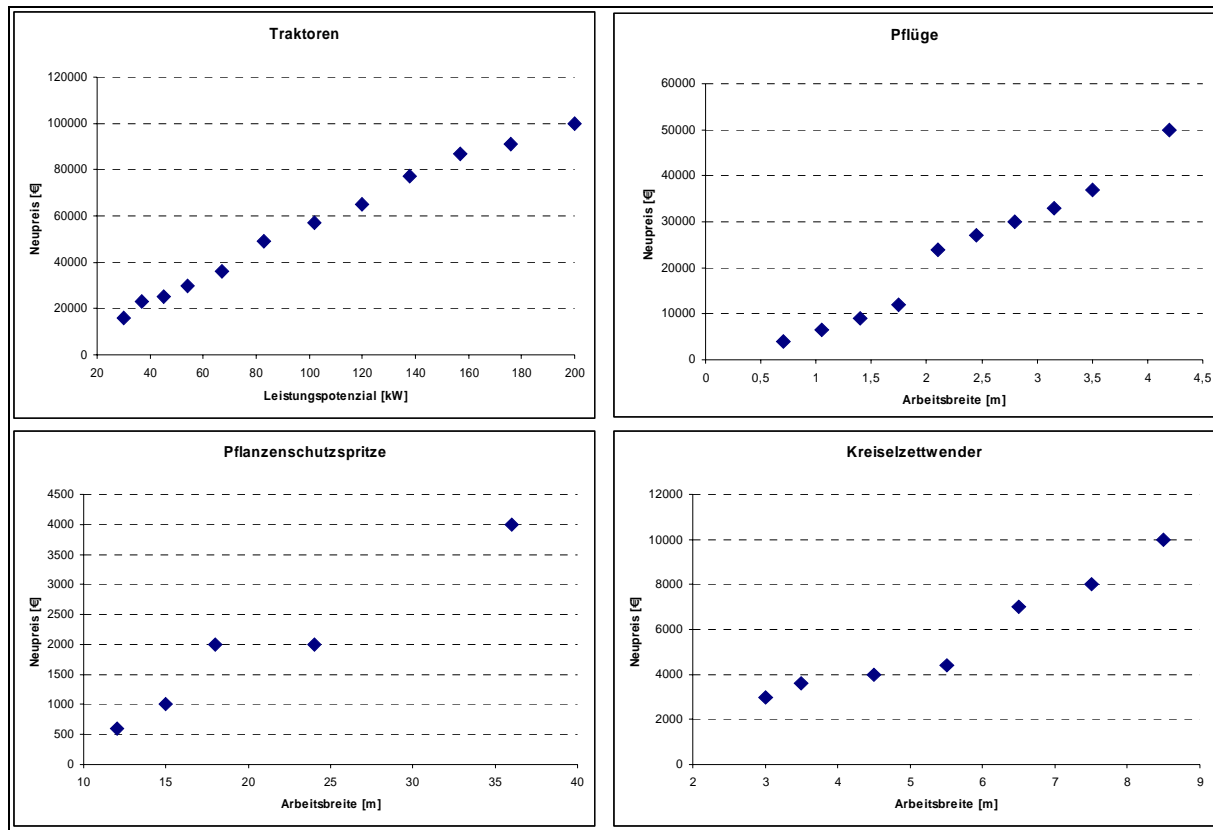 Traktoren
120000
100000
80000
60000
40000
20000
0
20 40 60 80 100 120 140 160 180 200
Neupreis [€]
Leistungspotenzial [kW]
Pflüge
60000
50000
40000
30000
20000
10000
0
0 0,5 1 1,5 2 2,5 3 3,5 4 4,5
Neupreis [€]
Arbeitsbreite [m]
Pflanzenschutzspritze
4500
4000
3500
3000
2500
2000
1500
1000
500
0
10 15 20 25 30 35 40
Neupreis [€]
Arbeitsbreite [m]
Kreiselzettwender
12000
10000
8000
6000
4000
2000
0
2 3 4 5 6 7 8 9
Neupreis [€]
Arbeitsbreite [m]